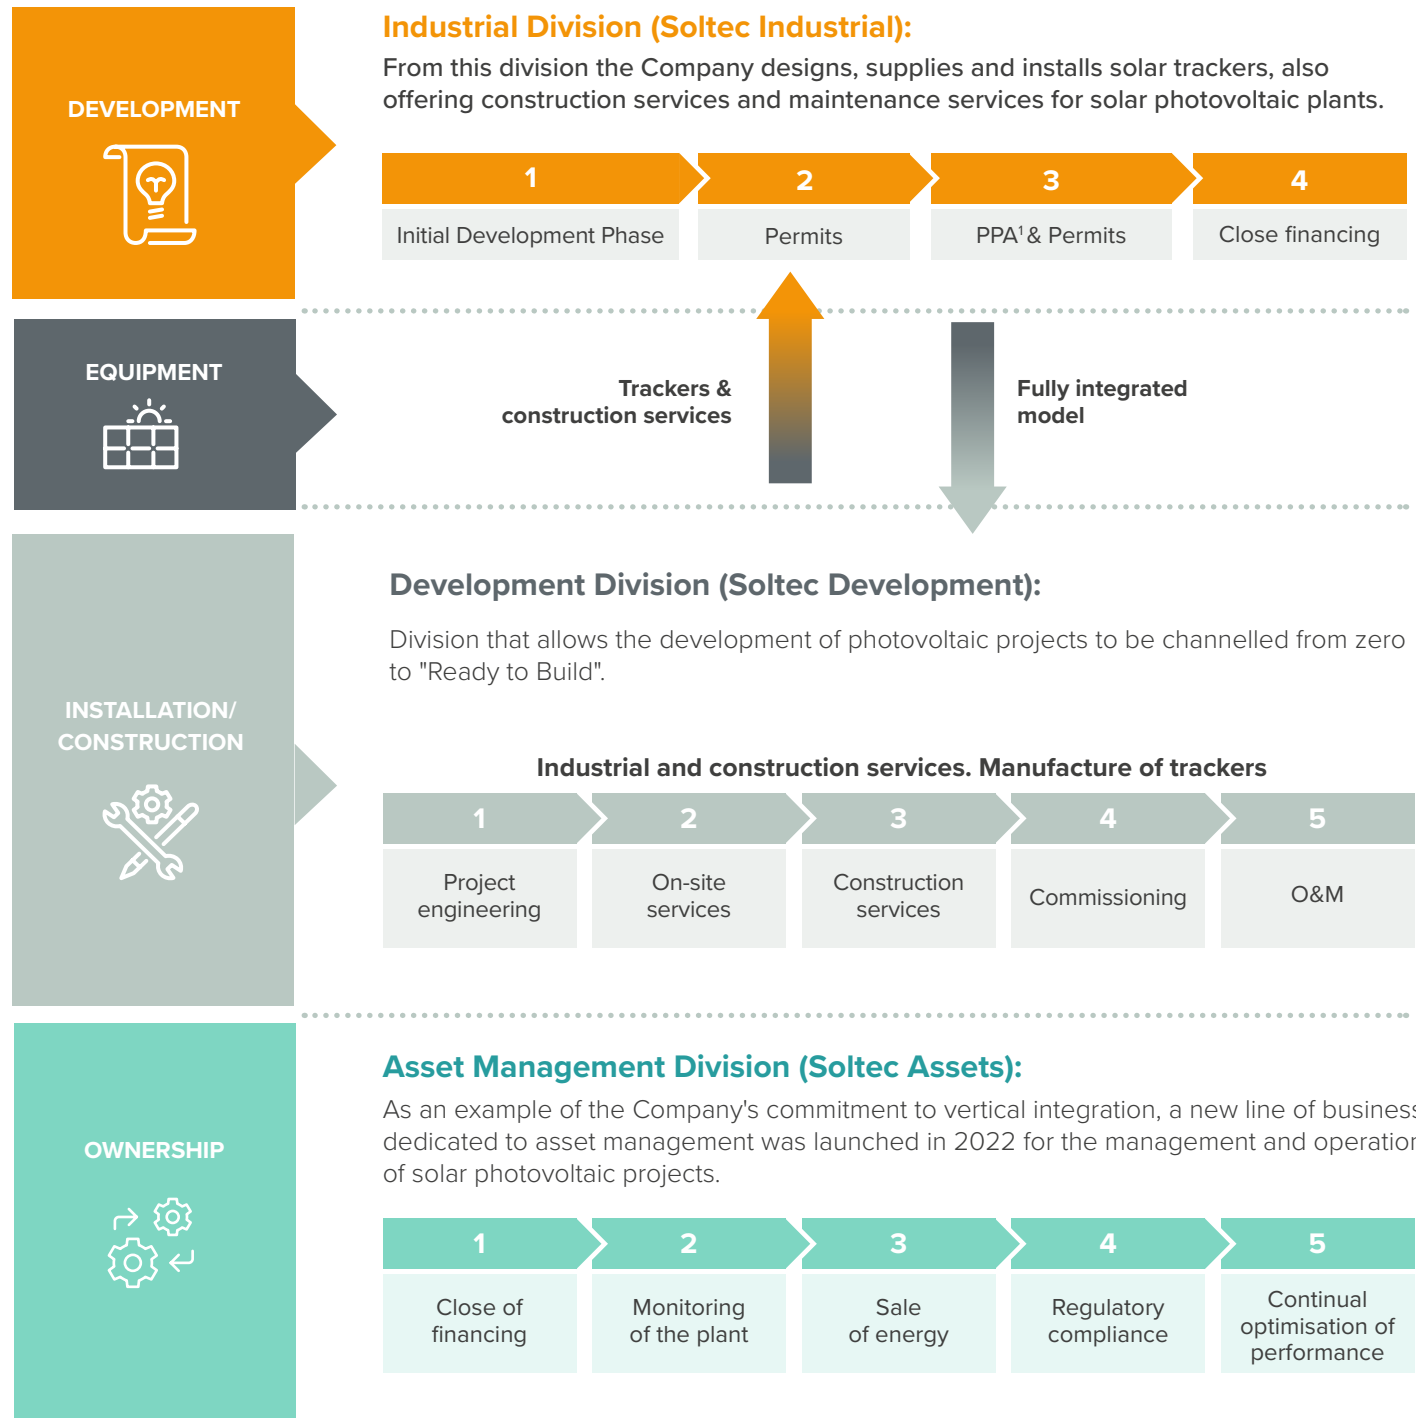 DEVELOPMENT
Industrial Division (Soltec Industrial):
From this division the Company designs, supplies and installs solar trackers, also
offering construction services and maintenance services for solar photovoltaic plants.
1
2
3
4
Initial Development Phase
Permits
PPA¹ & Permits
Close financing
EQUIPMENT
Trackers &
construction services
Fully integrated
model
INSTALLATION/
CONSTRUCTION
Development Division (Soltec Development):
Division that allows the development of photovoltaic projects to be channelled from zero
to "Ready to Build".
Industrial and construction services. Manufacture of trackers
1
2
3
4
5
Project
engineering
On-site
services
Construction
services
Commissioning
O&M
OWNERSHIP
Asset Management Division (Soltec Assets):
As an example of the Company's commitment to vertical integration, a new line of business
dedicated to asset management was launched in 2022 for the management and operation
of solar photovoltaic projects.
1
2
3
4
5
Close of
financing
Monitoring
of the plant
Sale
of energy
Regulatory
compliance
Continual
optimisation of
performance